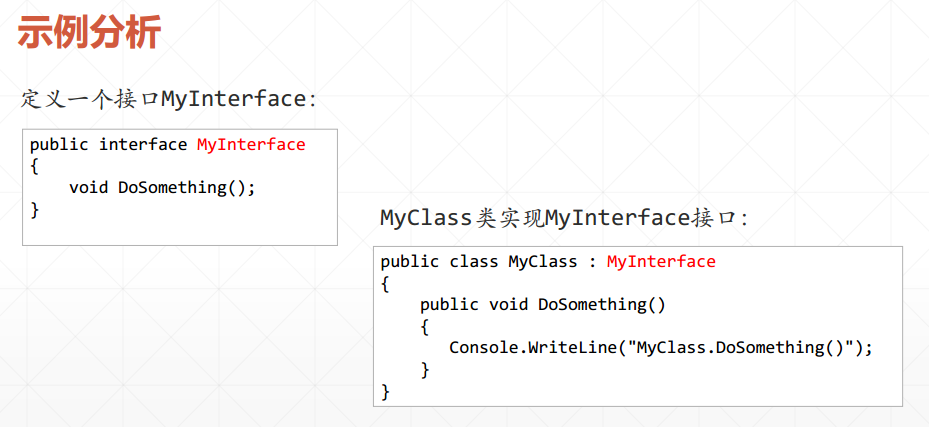 示例分析
定义一个接口MyInterface:
public interface MyInterface
{
    void DoSomething();
}
MyClass类实现MyInterface接口:
public class MyClass : MyInterface
{
    public void DoSomething()
    {
       Console.WriteLine("MyClass.DoSomething()");
    }
}